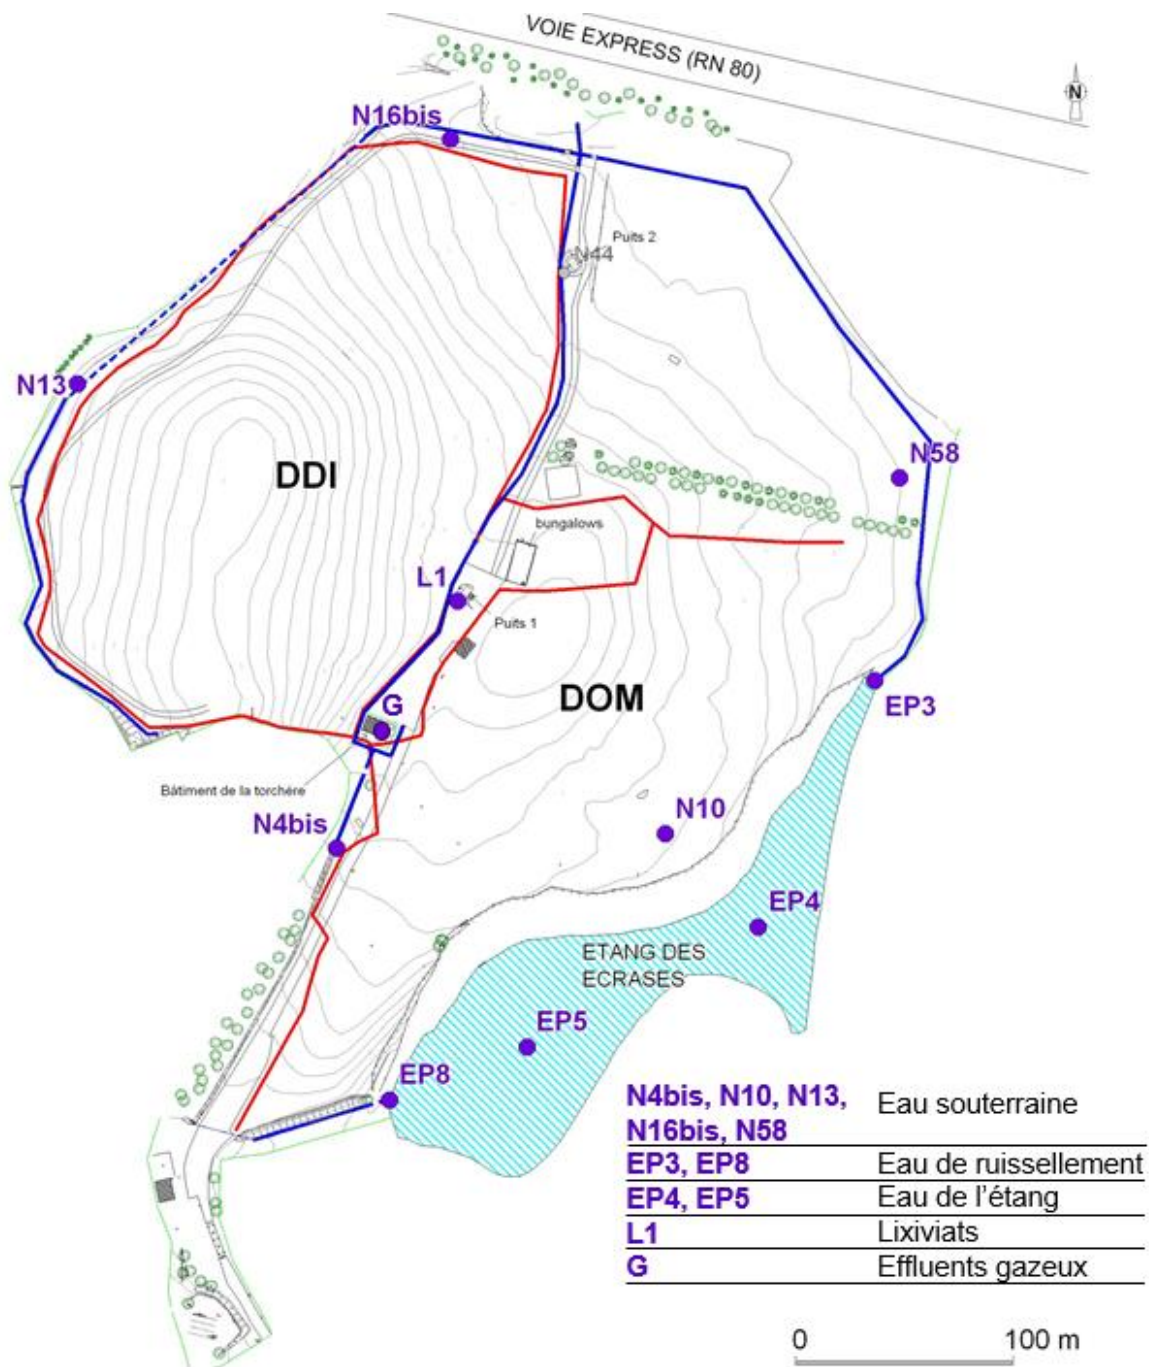 VOIE EXPRESS (RN 80)
N
N16bis
Puits 2
N44
N13
N58
DDI
bungalows
L1
Puits 1
DOM
G
EP3
Bâtiment de la torchère
N10
N4bis
EP4
ETANG DES
ECRASES
EP5
EP8
N4bis, N10, N13,
N16bis, N58
Eau souterraine
EP3, EP8 Eau de ruissellement
EP4, EP5 Eau de l'étang
L1 Lixiviats
G Effluents gazeux
0 100 m